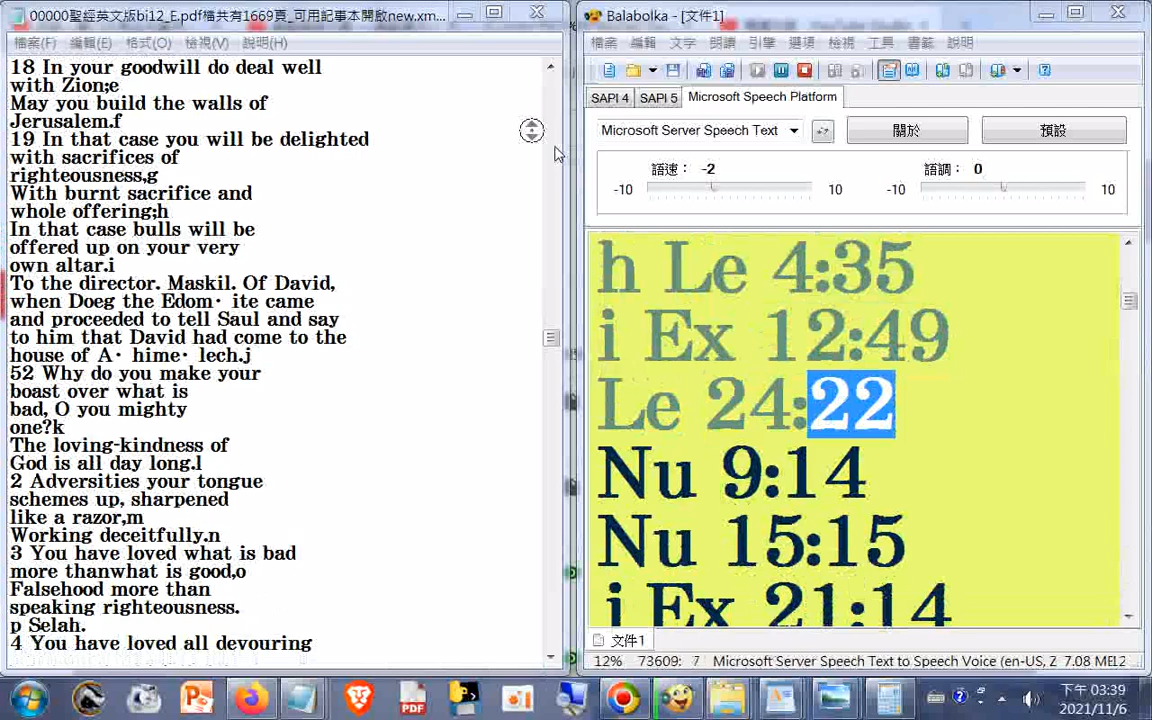 00000聖經英文版bi12_E.pdf檔共有1669頁_可用記事本開啟new.xm...
檔案(F) 編輯(E) 格式(O) 檢視(V) 說明(H)
18 In your goodwill do deal well
with Zion;e
May you build the walls of
Jerusalem.f
19 In that case you will be delighted
with sacrifices of
righteousness,g
With burnt sacrifice and
whole offering;h
In that case bulls will be
offered up on your very
own altar.i
To the director. Maskil. Of David,
when Doeg the Edom· ite came
and proceeded to tell Saul and say
to him that David had come to the
house of A· hime· lech.j
52 Why do you make your
boast over what is
bad, O you mighty
one?k
The loving-kindness of
God is all day long.l
2 Adversities your tongue
schemes up, sharpened
like a razor,m
Working deceitfully.n
3 You have loved what is bad
more thanwhat is good,o
Falsehood more than
speaking righteousness.
p Selah.
4 You have loved all devouring
Balabolka - [文件1]
檔案 編輯 文字 朗讀 引擎 選項 檢視 工具 書籤 說明
SAPI 4 SAPI 5 Microsoft Speech Platform
Microsoft Server Speech Text 關於 預設
語速: -2 語調: 0
-10 10 -10 10
h Le 4:35
i Ex 12:49
Le 24:22
Nu 9:14
Nu 15:15
i Ex 21:14
文件1
12% 73609: 7 Microsoft Server Speech Text to Speech Voice (en-US, Z 7.08 ME12
PDF
下午 03:39
2021/11/6